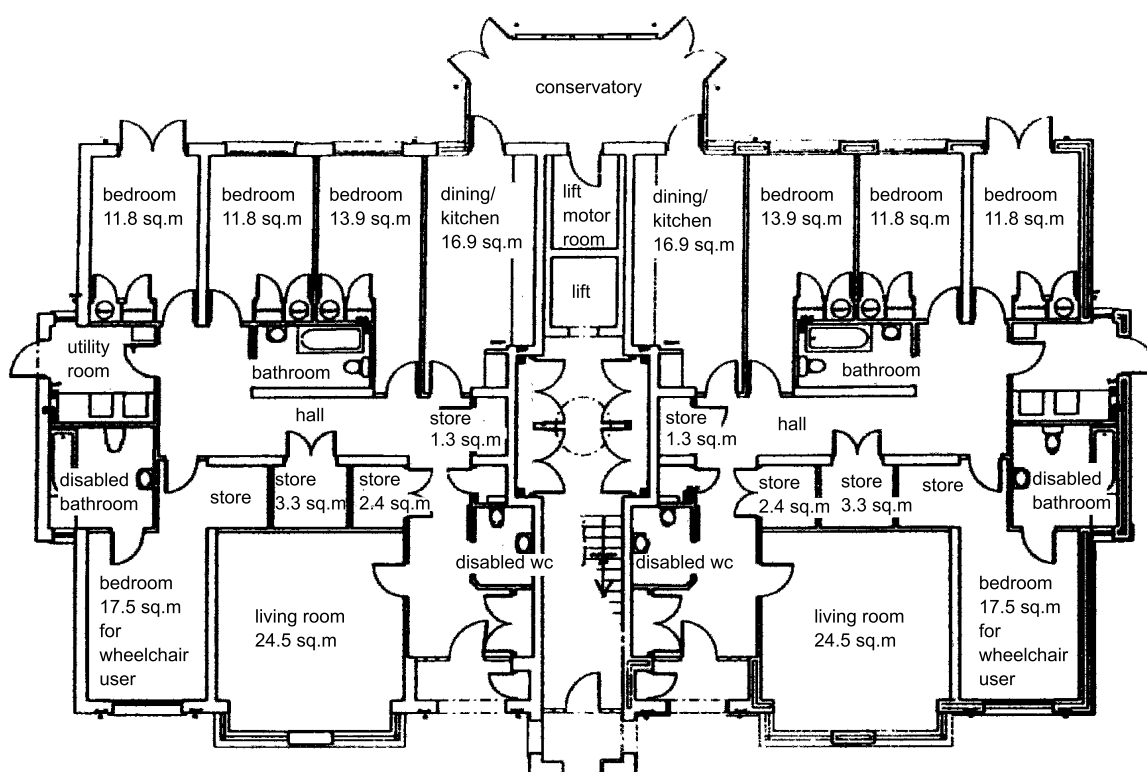 conservatory
bedroom
11.8 sq.m
bedroom
11.8 sq.m
bedroom
13.9 sq.m
dining/
kitchen
16.9 sq.m
lift
motor
room
dining/
kitchen
16.9 sq.m
bedroom
13.9 sq.m
bedroom
11.8 sq.m
bedroom
11.8 sq.m
lift
utility
room
bathroom
bathroom
hall
store
1.3 sq.m
store
1.3 sq.m
hall
disabled
bathroom
store
store
3.3 sq.m
store
2.4 sq.m
store
2.4 sq.m
store
3.3 sq.m
store
disabled
bathroom
disabled wc
disabled wc
bedroom
17.5 sq.m
for
wheelchair
user
living room
24.5 sq.m
living room
24.5 sq.m
bedroom
17.5 sq.m
for
wheelchair
user